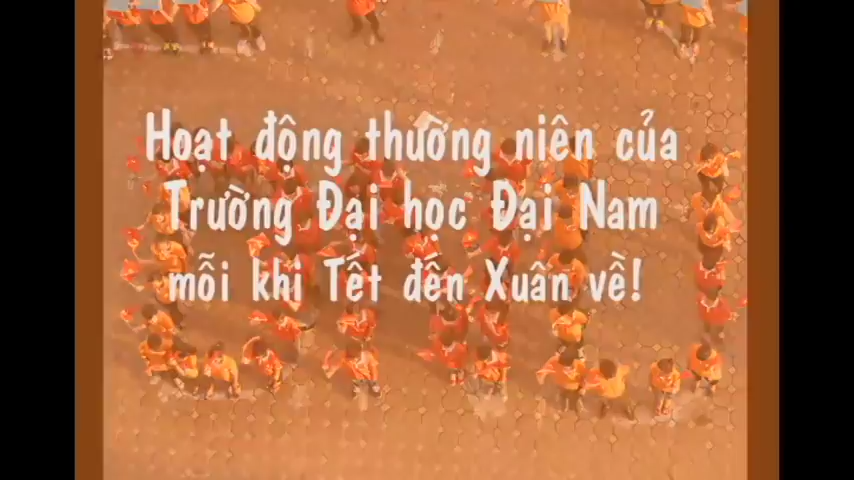 Hoạt động thường niên của
Trường Đại học Đại Nam
mỗi khi Tết đến Xuân về!